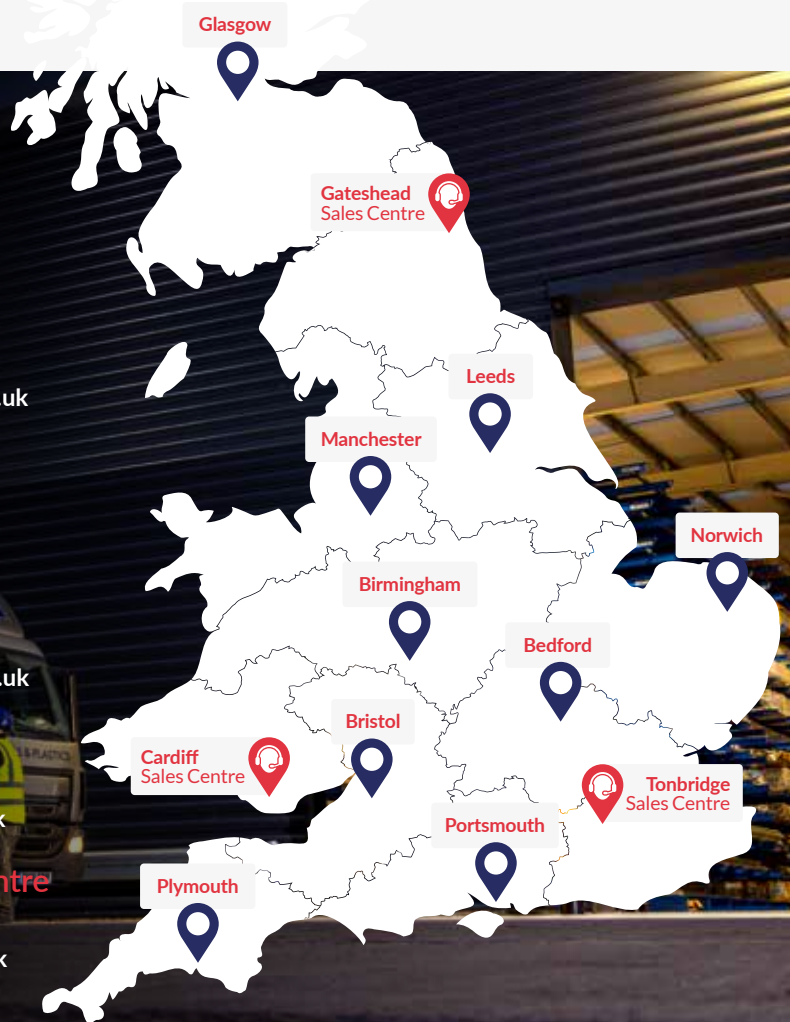 Glasgow
Gateshead
Sales Centre
Leeds
.uk
Manchester
Norwich
Birmingham
Bedford
.uk
Bristol
Cardiff
Sales Centre
& PLASTICS
Tonbridge
Sales Centre
k
Portsmouth
ntre
Plymouth
k